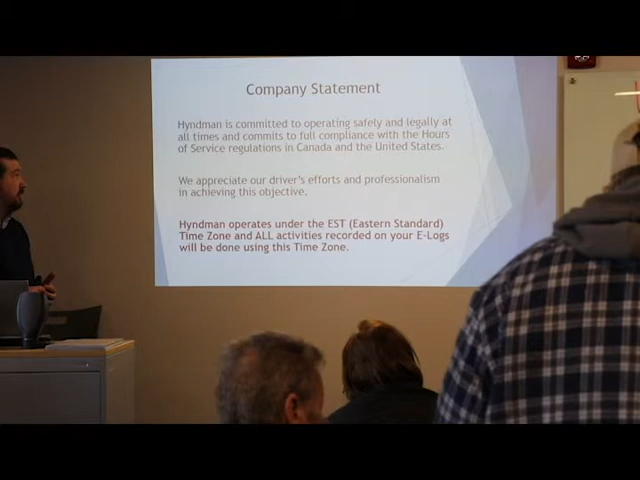 Company Statement
Hyndman is committed to operating safely and legally at
all times and commits to full compliance with the Hours
of Service regulations in Canada and the United States.
We appreciate our driver's efforts and professionalism
in achieving this objective.
Hyndman operates under the EST (Eastern Standard)
Time Zone and ALL activities recorded on your E-Logs
will be done using this Time Zone.